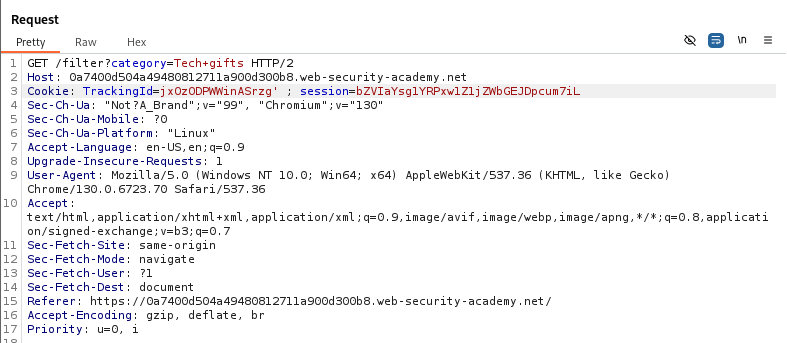 Request
Pretty Raw Hex \n
1 GET /filter?category=Tech+gifts HTTP/2
2 Host: 0a7400d504a49480812711a900d300b8.web-security-academy.net
3 Cookie: TrackingId=jxOzODPWWinASrzg' ; session=bZVIaYsg1YRPxw1Z1jZWbGEJDpcum7iL
4 Sec-Ch-Ua: "Not?A_Brand";v="99", "Chromium";v="130"
5 Sec-Ch-Ua-Mobile: ?0
6 Sec-Ch-Ua-Platform: "Linux"
7 Accept-Language: en-US,en;q=0.9
8 Upgrade-Insecure-Requests: 1
9 User-Agent: Mozilla/5.0 (Windows NT 10.0; Win64; x64) AppleWebKit/537.36 (KHTML, like Gecko)
Chrome/130.0.6723.70 Safari/537.36
10 Accept:
text/html,application/xhtml+xml,application/xml;q=0.9,image/avif,image/webp,image/apng,*/*;q=0.8,applicati
on/signed-exchange;v=b3;q=0.7
11 Sec-Fetch-Site: same-origin
12 Sec-Fetch-Mode: navigate
13 Sec-Fetch-User: ?1
14 Sec-Fetch-Dest: document
15 Referer: https://0a7400d504a49480812711a900d300b8.web-security-academy.net/
16 Accept-Encoding: gzip, deflate, br
17 Priority: u=0, i
18